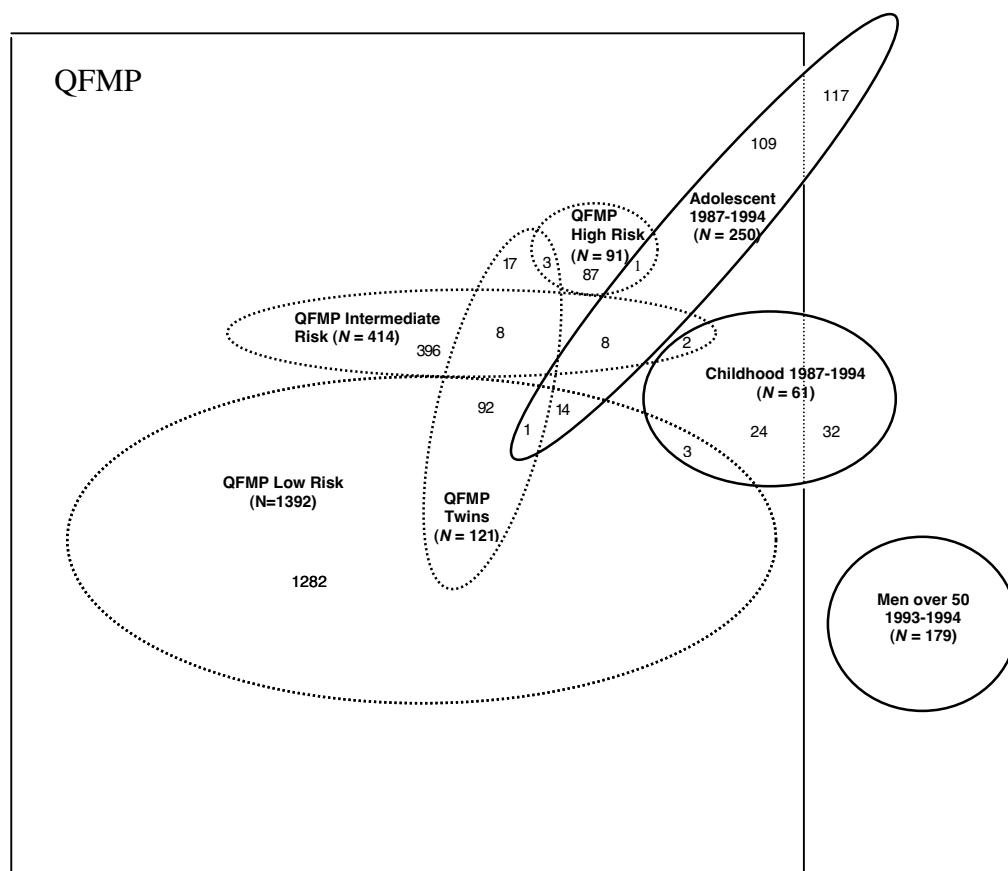 QFMP
117
109
Adolescent
1987-1994
(N = 250)
QFMP
High Risk
(N = 91)
17
3
87
1
QFMP Intermediate
Risk (N = 414)
396
8
8
2
Childhood 1987-1994
(N = 61)
92
14
1
24
32
3
QFMP Low Risk
(N=1392)
QFMP
Twins
(N = 121)
1282
Men over 50
1993-1994
(N = 179)